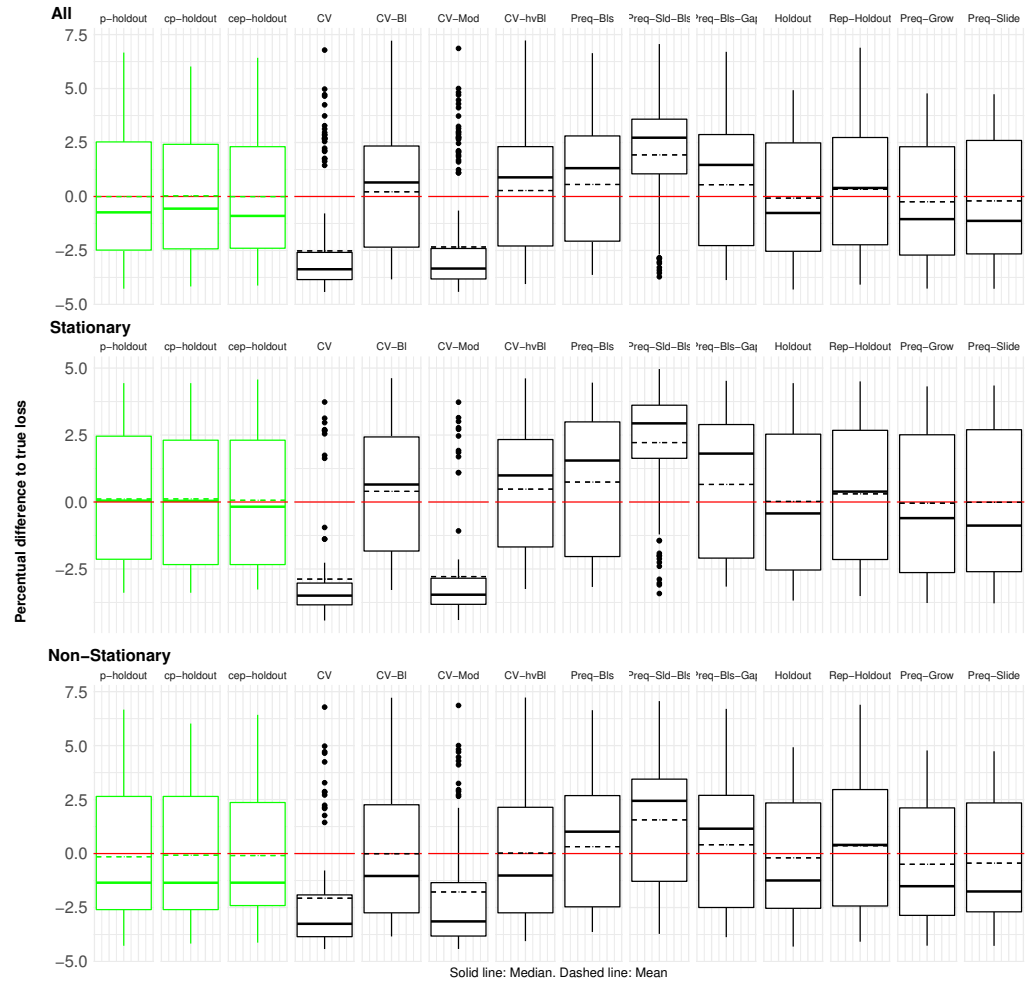 All
p−holdout cp−holdout cep−holdout CV CV−Bl CV−Mod CV−hvBl Preq−Bls Preq−Sld−Bls Preq−Bls−Gap Holdout Rep−Holdout Preq−Grow Preq−Slide
7.5
5.0
2.5
0.0
−2.5
−5.0
Stationary
p−holdout cp−holdout cep−holdout CV CV−Bl CV−Mod CV−hvBl Preq−Bls Preq−Sld−Bls Preq−Bls−Gap Holdout Rep−Holdout Preq−Grow Preq−Slide
5.0
2.5
0.0
−2.5
Percentual difference to true loss
Non−Stationary
p−holdout cp−holdout cep−holdout CV CV−Bl CV−Mod CV−hvBl Preq−Bls Preq−Sld−Bls Preq−Bls−Gap Holdout Rep−Holdout Preq−Grow Preq−Slide
7.5
5.0
2.5
0.0
−2.5
−5.0
Solid line: Median. Dashed line: Mean